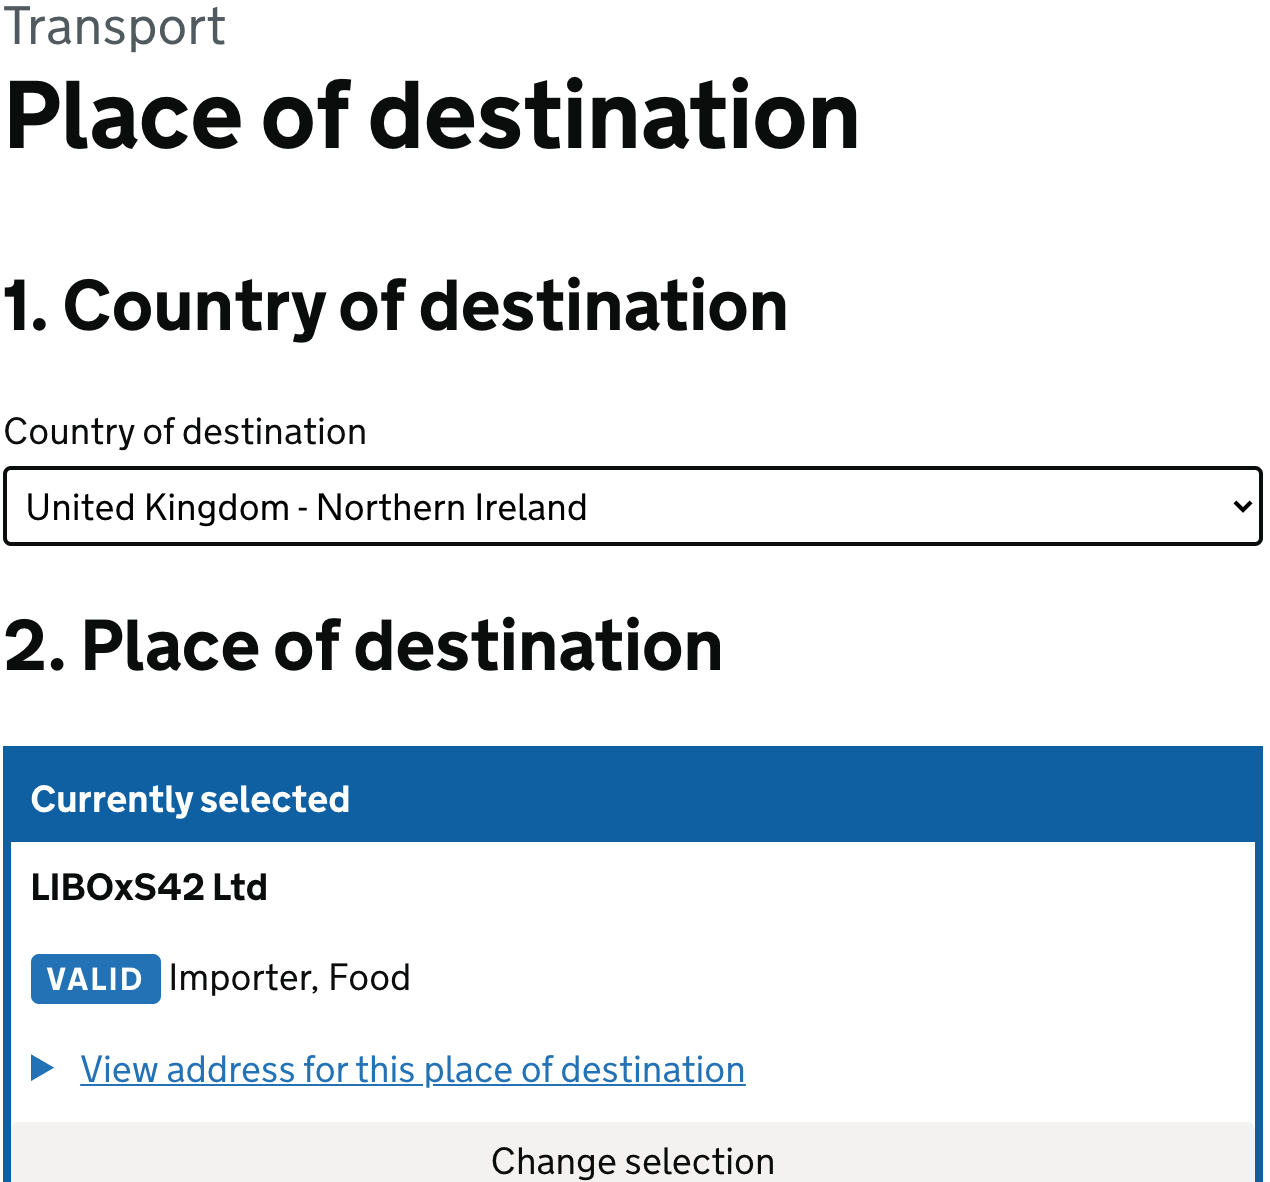 Transport
Place of destination
1. Country of destination
Country of destination
United Kingdom - Northern Ireland
2. Place of destination
Currently selected
LIBOxS42 Ltd
VALID Importer, Food
View address for this place of destination
Change selection